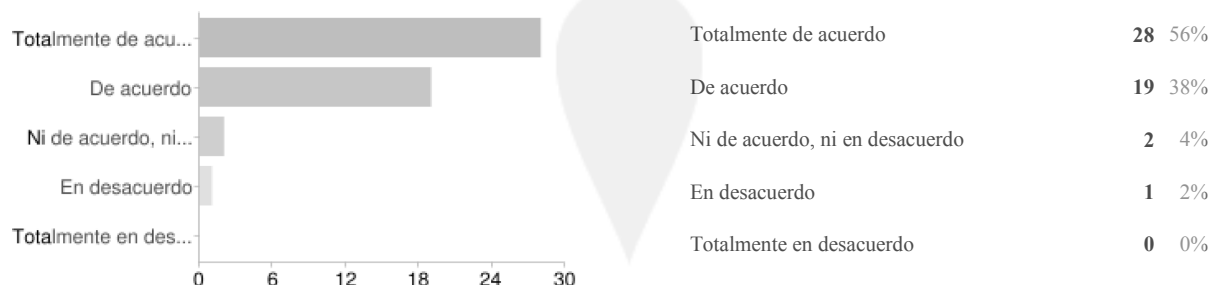 Totalmente de acu...
De acuerdo
Ni de acuerdo, ni...
En desacuerdo
Totalmente en des...
0 6 12 18 24 30
Totalmente de acuerdo 28 56%
De acuerdo 19 38%
Ni de acuerdo, ni en desacuerdo 2 4%
En desacuerdo 1 2%
Totalmente en desacuerdo 0 0%